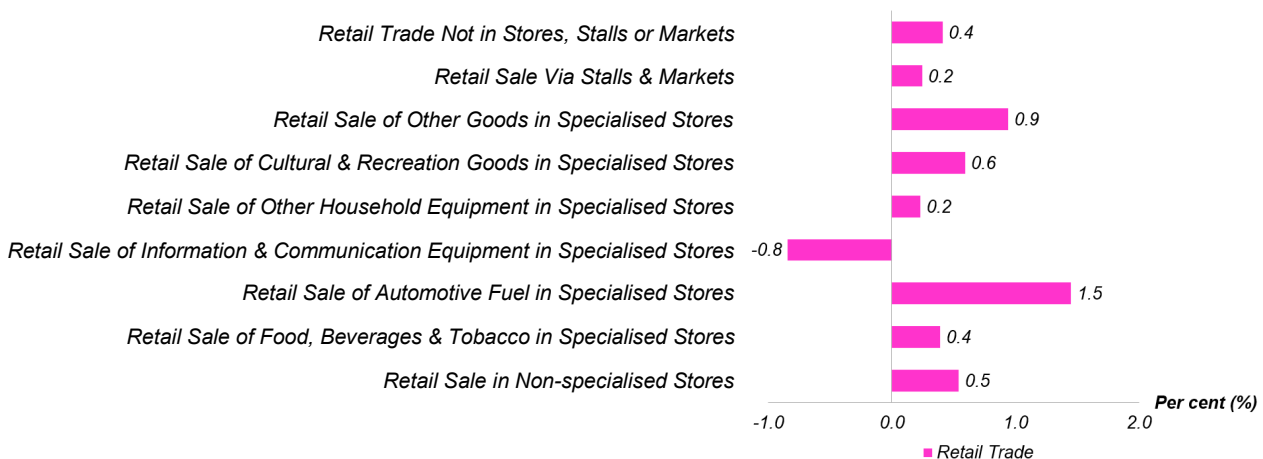 Retail Trade Not in Stores, Stalls or Markets 0.4
Retail Sale Via Stalls & Markets 0.2
Retail Sale of Other Goods in Specialised Stores 0.9
Retail Sale of Cultural & Recreation Goods in Specialised Stores 0.6
Retail Sale of Other Household Equipment in Specialised Stores 0.2
Retail Sale of Information & Communication Equipment in Specialised Stores -0.8
Retail Sale of Automotive Fuel in Specialised Stores 1.5
Retail Sale of Food, Beverages & Tobacco in Specialised Stores 0.4
Retail Sale in Non-specialised Stores 0.5
Per cent (%)
-1.0 0.0 1.0 2.0
Retail Trade